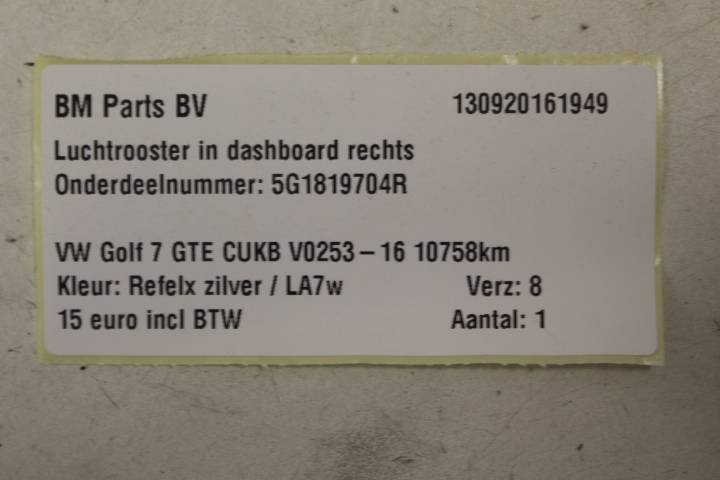 BM Parts BV 130920161949
Luchtrooster in dashboard rechts
Onderdeelnummer: 5G1819704R
VW Golf 7 GTE CUKB V0253-16 10758km
Kleur: Refelx zilver / LA7w Verz: 8
15 euro incl BTW Aantal: 1